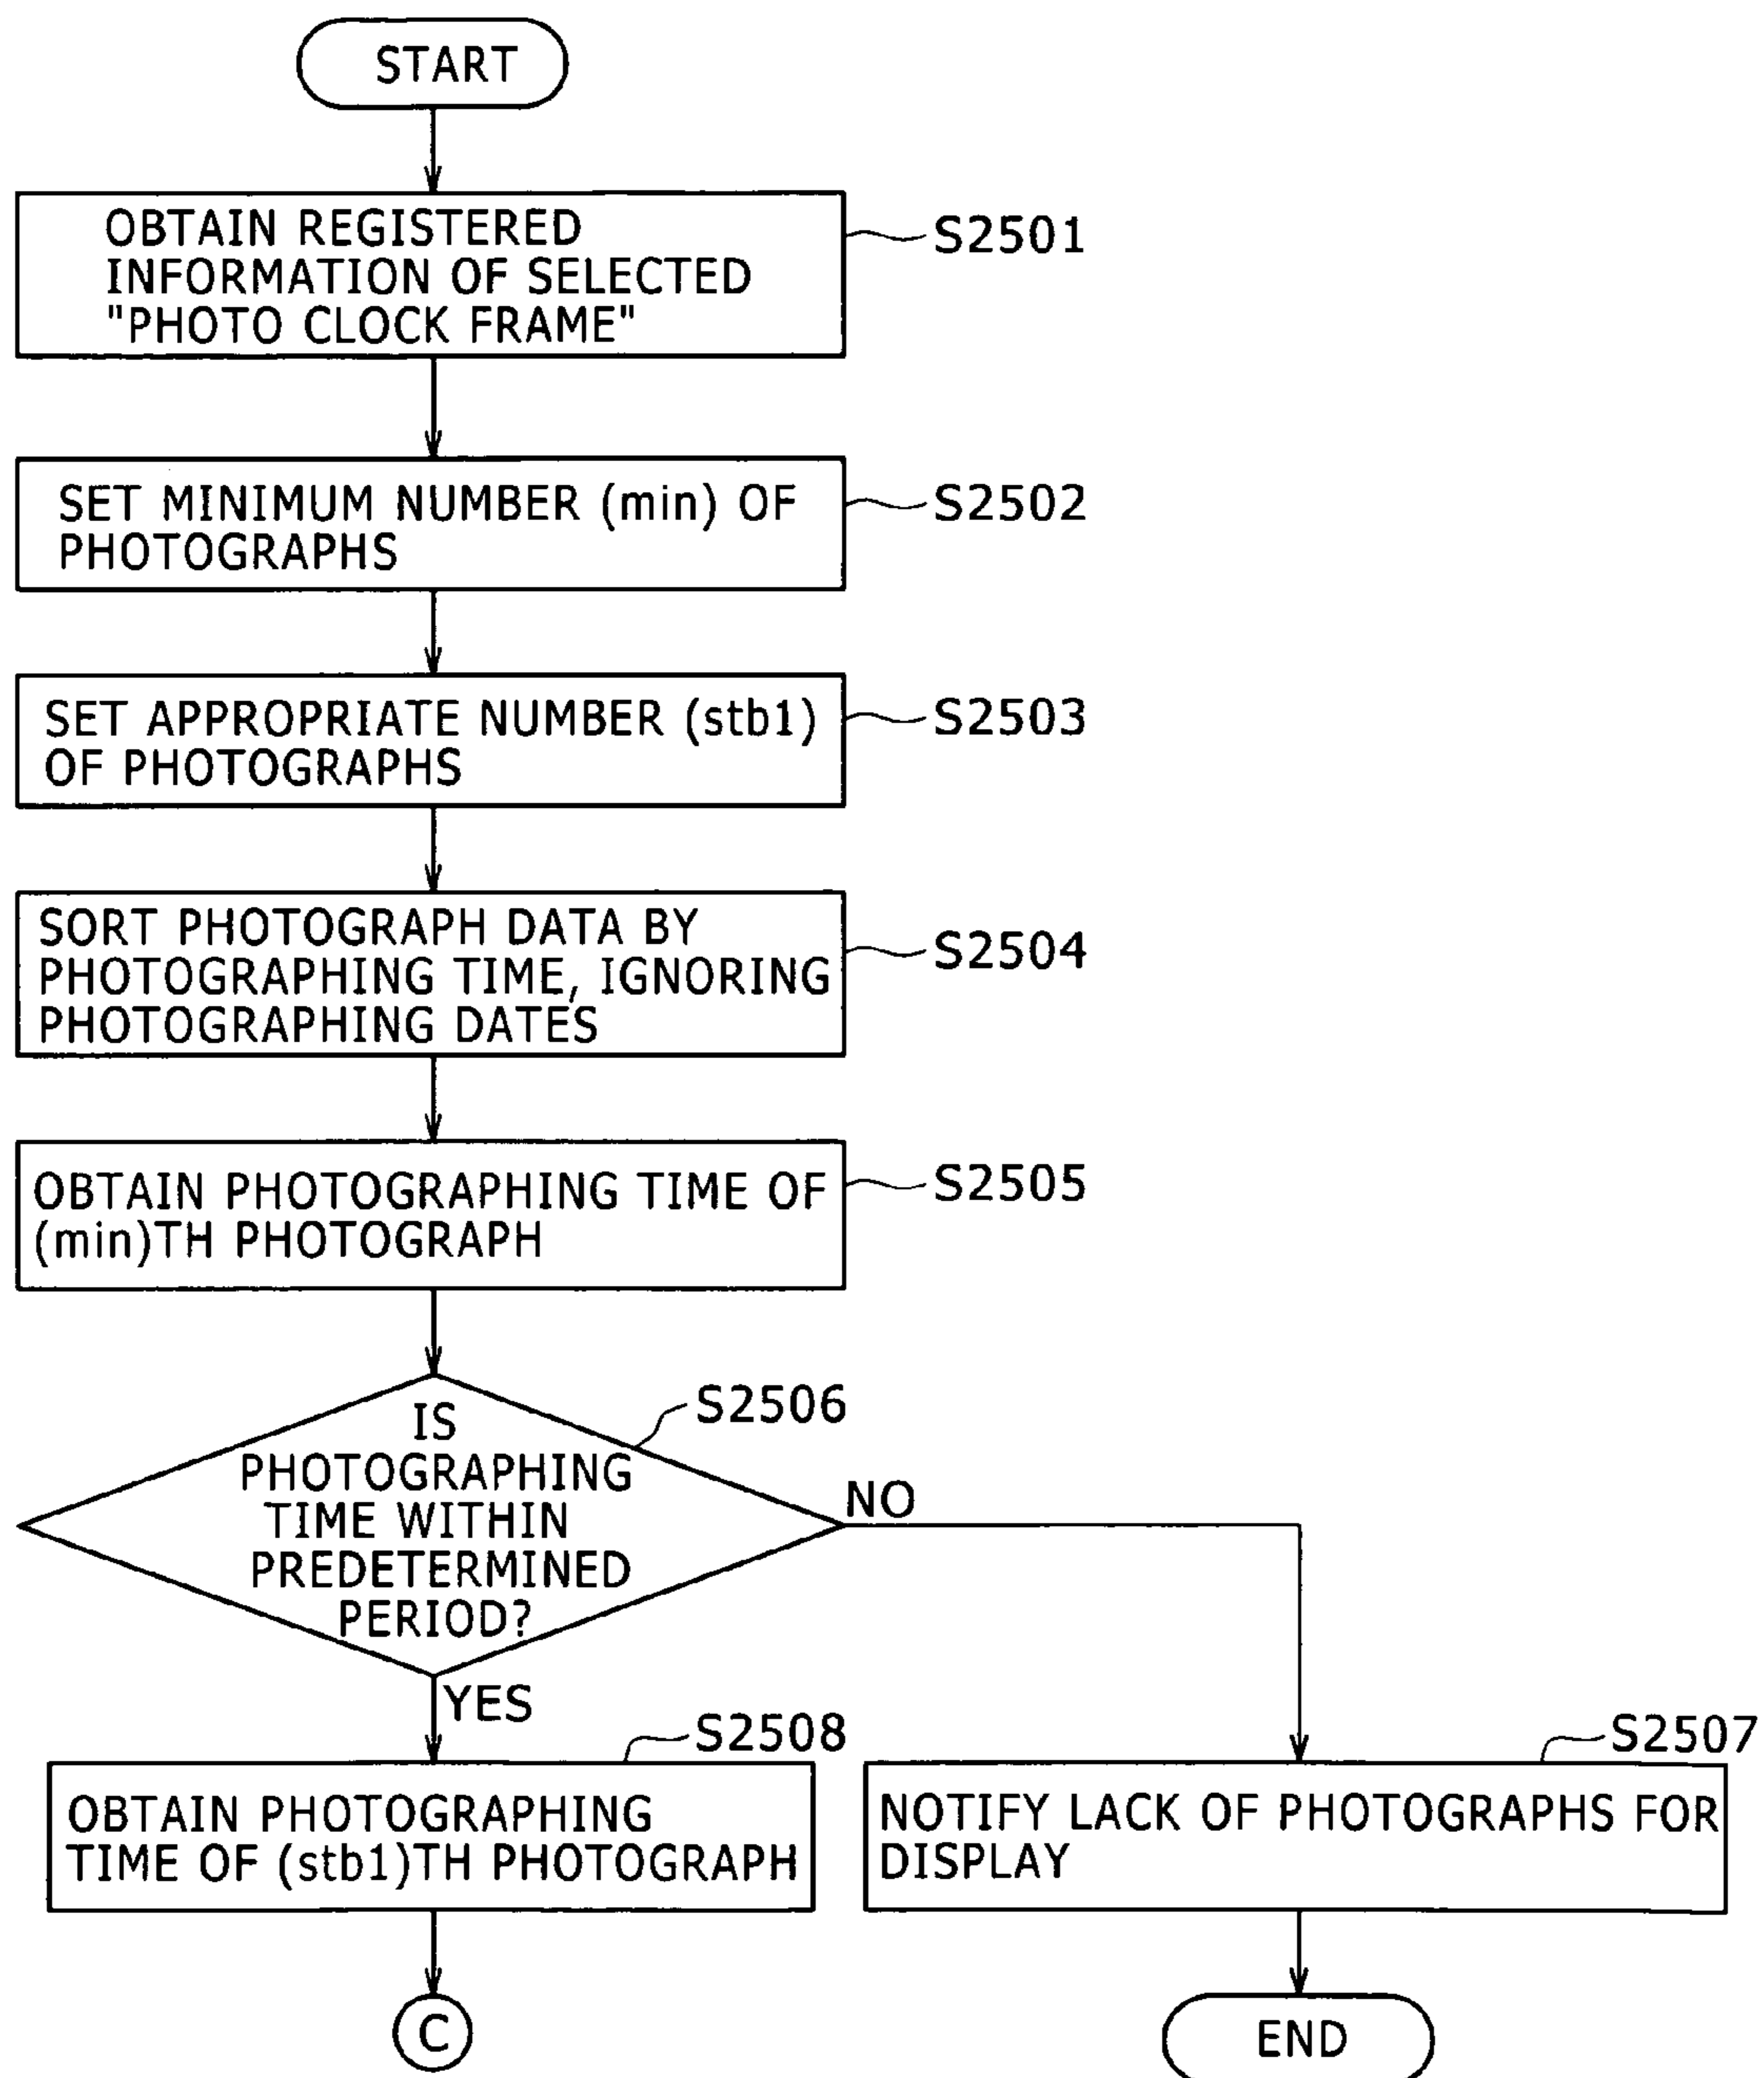 START
OBTAIN REGISTERED
INFORMATION OF SELECTED
"PHOTO CLOCK FRAME"
S2501
SET MINIMUM NUMBER (min) OF
PHOTOGRAPHS
S2502
SET APPROPRIATE NUMBER (stb1)
OF PHOTOGRAPHS
S2503
SORT PHOTOGRAPH DATA BY
PHOTOGRAPHING TIME, IGNORING
PHOTOGRAPHING DATES
S2504
OBTAIN PHOTOGRAPHING TIME OF
(min)TH PHOTOGRAPH
S2505
IS
PHOTOGRAPHING
TIME WITHIN
PREDETERMINED
PERIOD?
S2506
NO
YES
S2508
OBTAIN PHOTOGRAPHING
TIME OF (stb1)TH PHOTOGRAPH
S2507
NOTIFY LACK OF PHOTOGRAPHS FOR
DISPLAY
C
END